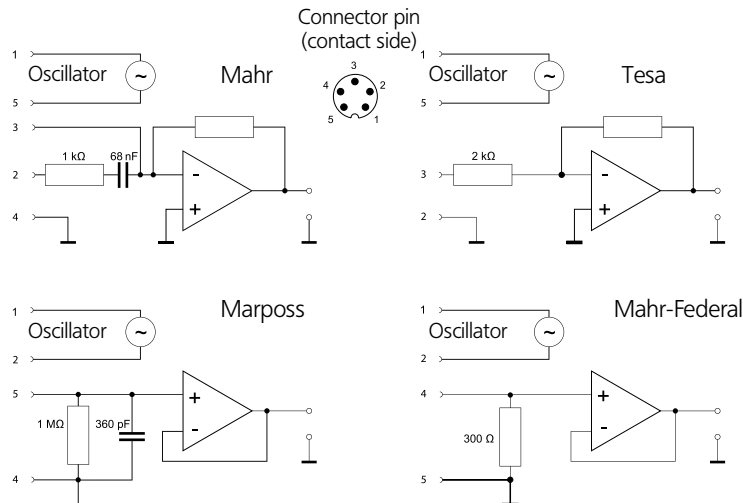 Connector pin
(contact side)
1
Oscillator
~
5
Mahr
3
4
2
5
1
3
2
1 kΩ
68 nF
-
+
4
1
Oscillator
~
5
Tesa
3
2 kΩ
-
+
2
1
Oscillator
~
2
Marposs
5
1 MΩ
360 pF
+
-
4
1
Oscillator
~
2
Mahr-Federal
4
300 Ω
+
-
5